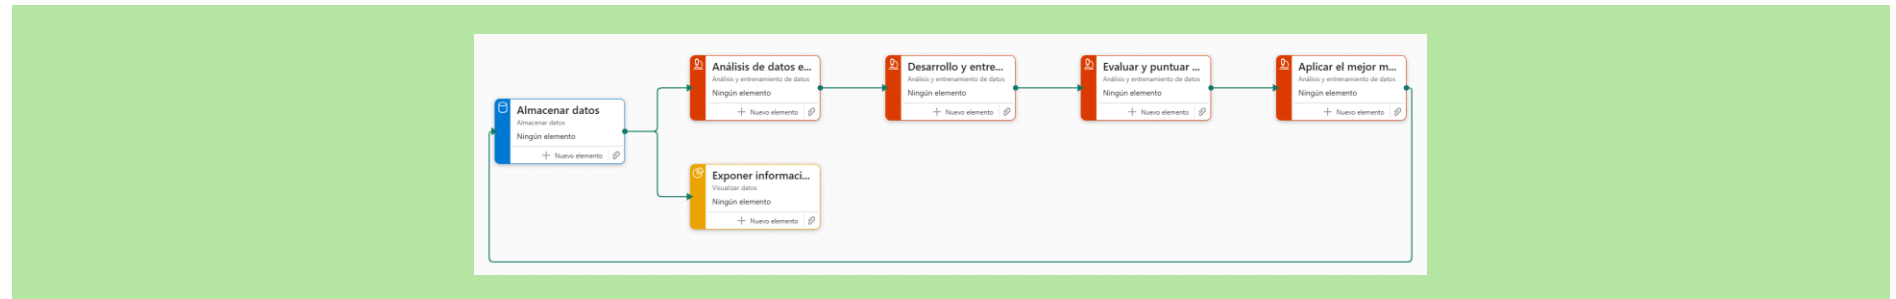 Almacenar datos
Almacenar datos
Ningún elemento
Nuevo elemento
Análisis de datos e...
Análisis y entrenamiento de datos
Ningún elemento
Nuevo elemento
Desarrollo y entre...
Análisis y entrenamiento de datos
Ningún elemento
Nuevo elemento
Evaluar y puntuar ...
Análisis y entrenamiento de datos
Ningún elemento
Nuevo elemento
Aplicar el mejor m...
Análisis y entrenamiento de datos
Ningún elemento
Nuevo elemento
Exponer informaci...
Visualizar datos
Ningún elemento
Nuevo elemento